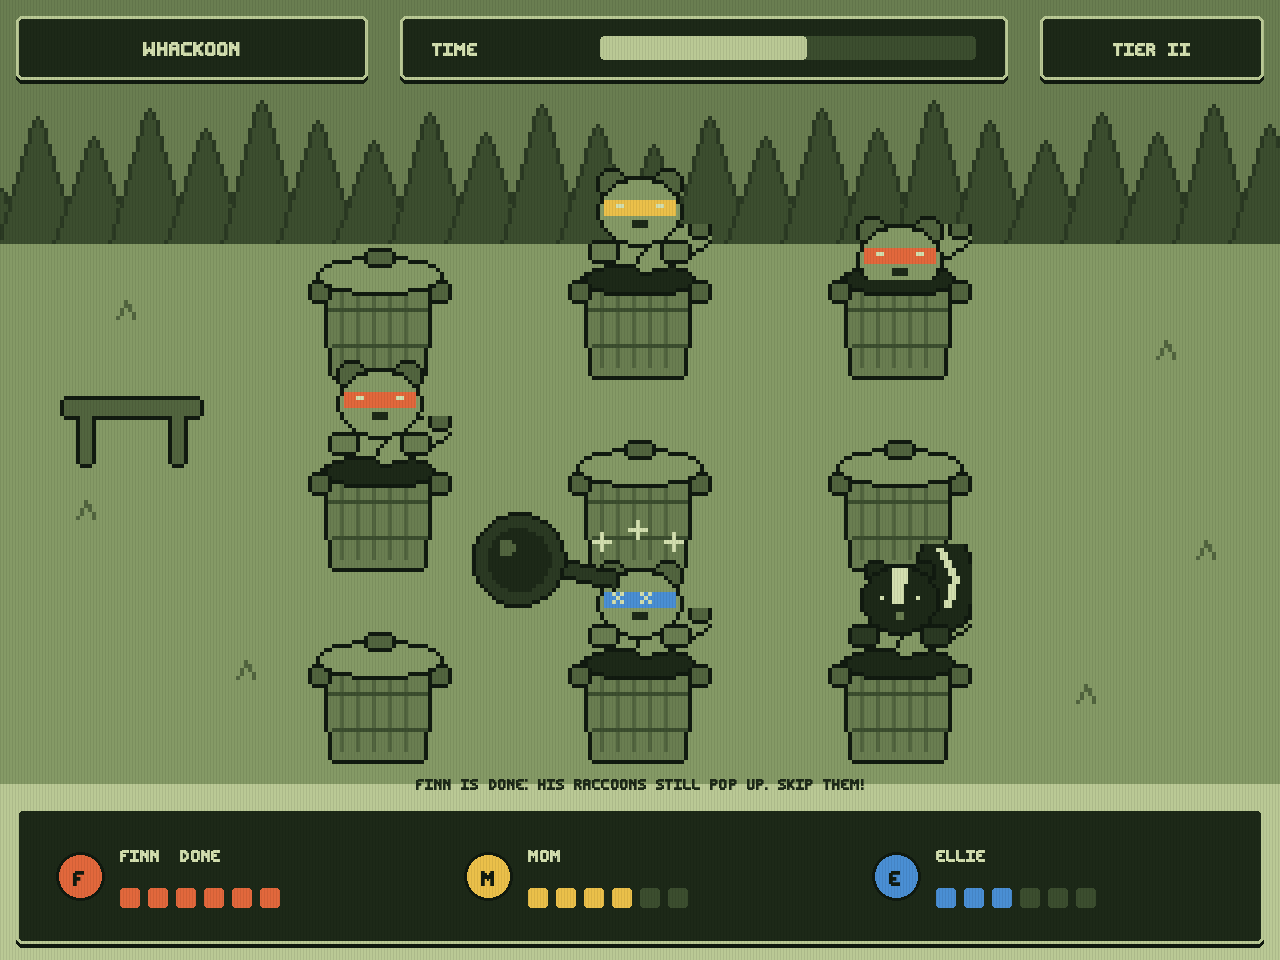 WHACKOON
TIME
TIER II
FINN IS DONE: HIS RACCOONS STILL POP UP. SKIP THEM!
F
FINN DONE
M
MOM
E
ELLIE